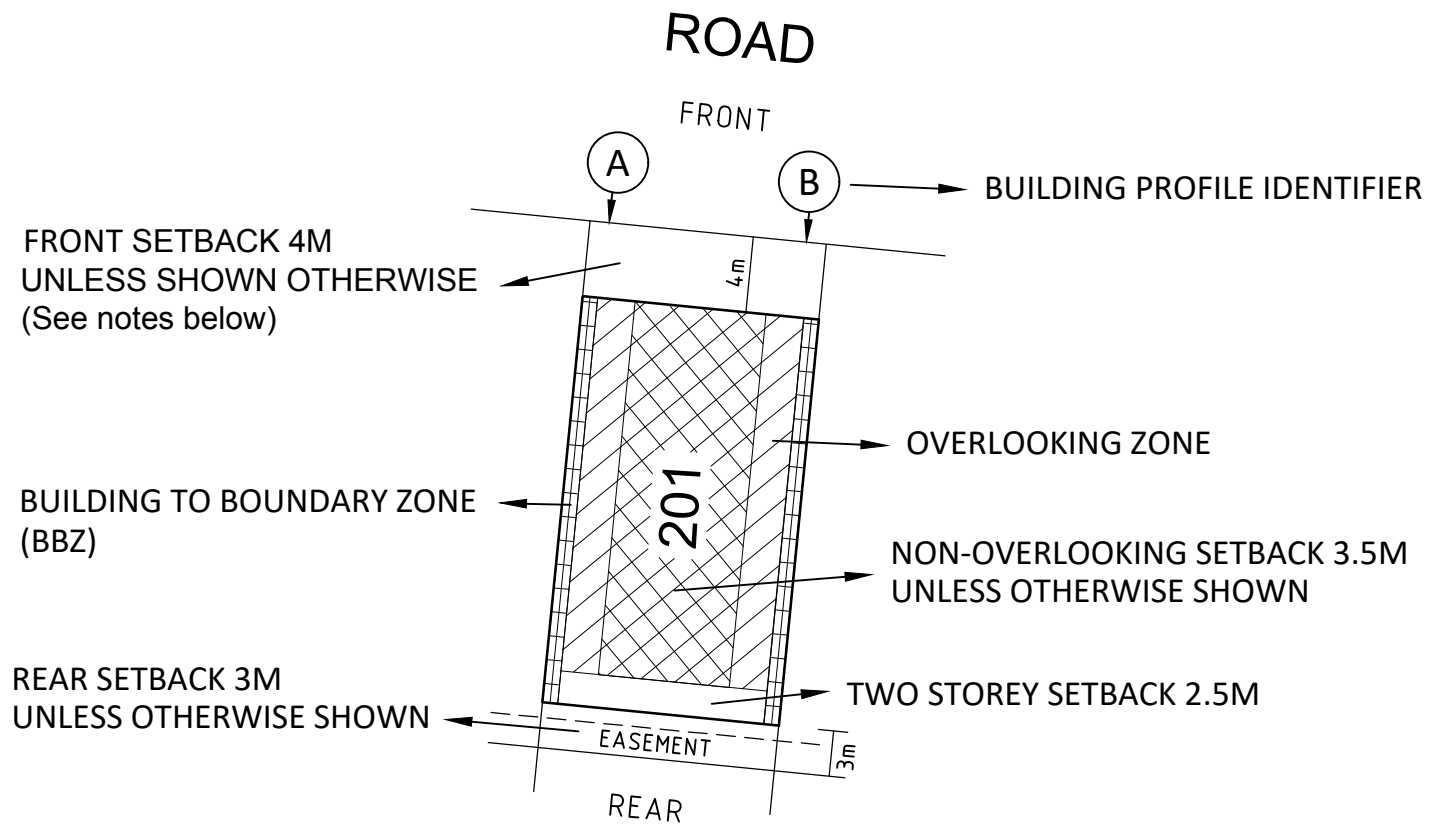 ROAD
FRONT
A
B
BUILDING PROFILE IDENTIFIER
FRONT SETBACK 4M
UNLESS SHOWN OTHERWISE
(See notes below)
4m
OVERLOOKING ZONE
201
BUILDING TO BOUNDARY ZONE
(BBZ)
NON-OVERLOOKING SETBACK 3.5M
UNLESS OTHERWISE SHOWN
REAR SETBACK 3M
UNLESS OTHERWISE SHOWN
TWO STOREY SETBACK 2.5M
EASEMENT
3m
REAR